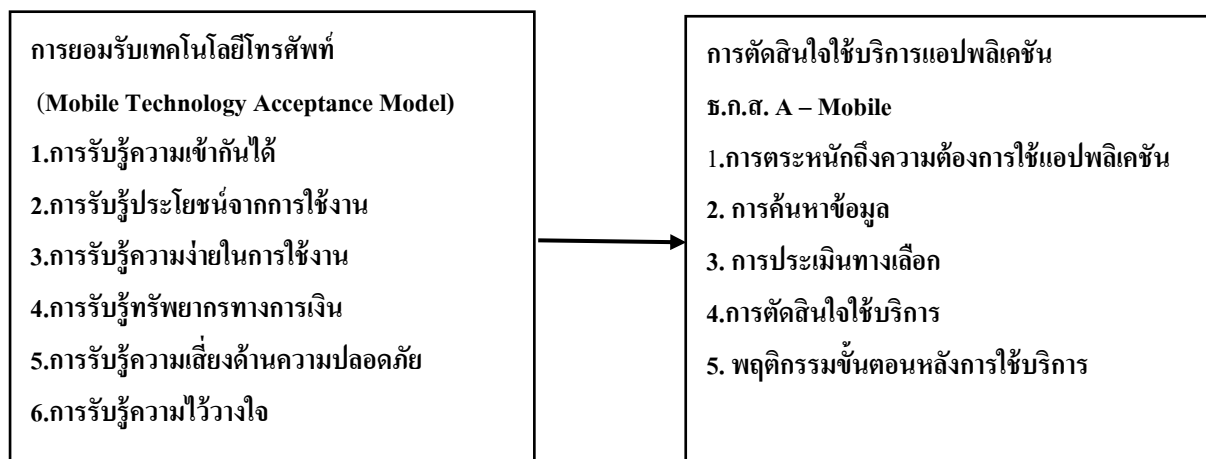 การยอมรับเทคโนโลยีโทรศัพท์
(Mobile Technology Acceptance Model)
1.การรับรู้ความเข้ากันได้
2.การรับรู้ประโยชน์จากการใช้งาน
3.การรับรู้ความง่ายในการใช้งาน
4.การรับรู้ทรัพยากรทางการเงิน
5.การรับรู้ความเสี่ยงด้านความปลอดภัย
6.การรับรู้ความไว้วางใจ
การตัดสินใจใช้บริการแอปพลิเคชัน
ธ.ก.ส. A – Mobile
1.การตระหนักถึงความต้องการใช้แอปพลิเคชัน
2. การค้นหาข้อมูล
3. การประเมินทางเลือก
4.การตัดสินใจใช้บริการ
5. พฤติกรรมขั้นตอนหลังการใช้บริการ